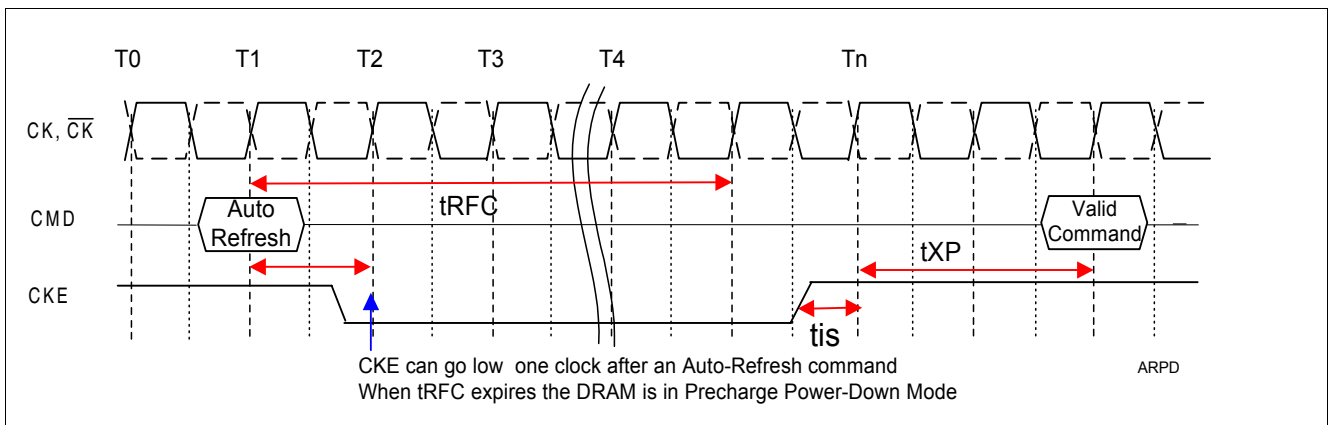 T0 T1 T2 T3 T4 Tn
CK, CK
tRFC
CMD
Auto
Refresh
Valid
Command
tXP
CKE
tis
CKE can go low one clock after an Auto-Refresh command
When tRFC expires the DRAM is in Precharge Power-Down Mode
ARPD